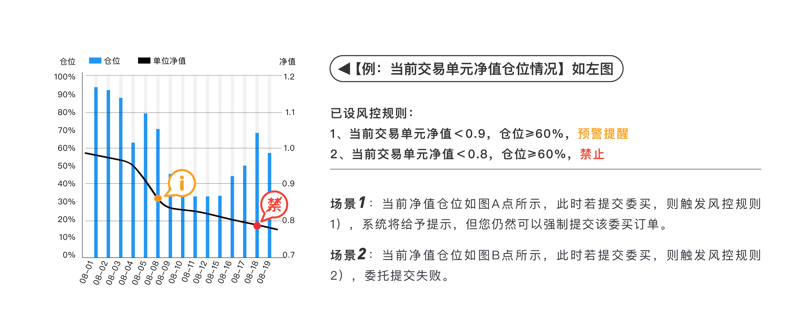 仓位 仓位 单位净值 净值
100% 1.2
90%
80% 1.1
70%
60%
50% 1.0
40% 0.9
30%
20% 0.8
10%
0% 0.7
08-01 08-02 08-03 08-04 08-05 08-08 08-09 08-10 08-11 08-12 08-15 08-16 08-17 08-18 08-19
i
禁
◀【例：当前交易单元净值仓位情况】如左图
已设风控规则：
1、当前交易单元净值＜0.9，仓位≥60%，预警提醒
2、当前交易单元净值＜0.8，仓位≥60%，禁止
场景1：当前净值仓位如图A点所示，此时若提交委买，则触发风控规则
1），系统将给予提示，但您仍然可以强制提交该委买订单。
场景2：当前净值仓位如图B点所示，此时若提交委买，则触发风控规则
2），委托提交失败。